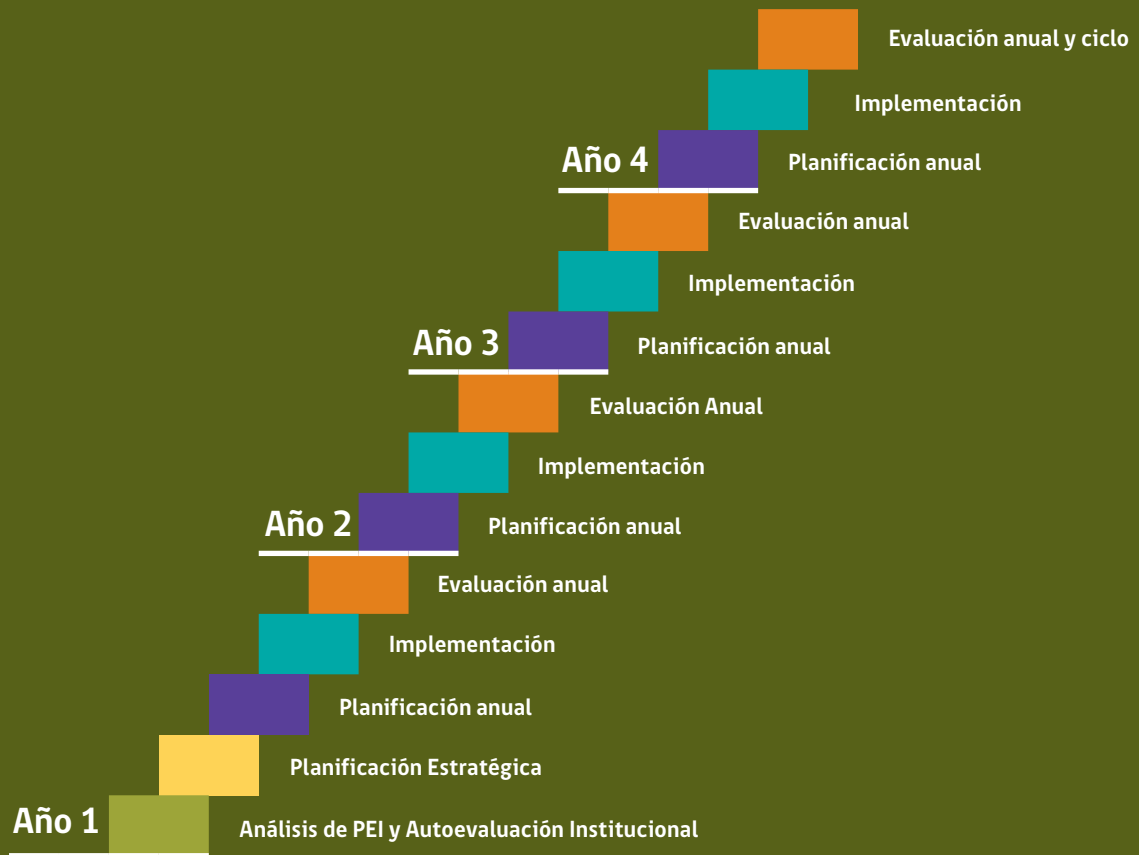 Evaluación anual y ciclo
Implementación
Año 4
Planificación anual
Evaluación anual
Implementación
Año 3
Planificación anual
Evaluación Anual
Implementación
Año 2
Planificación anual
Evaluación anual
Implementación
Planificación anual
Planificación Estratégica
Año 1
Análisis de PEI y Autoevaluación Institucional